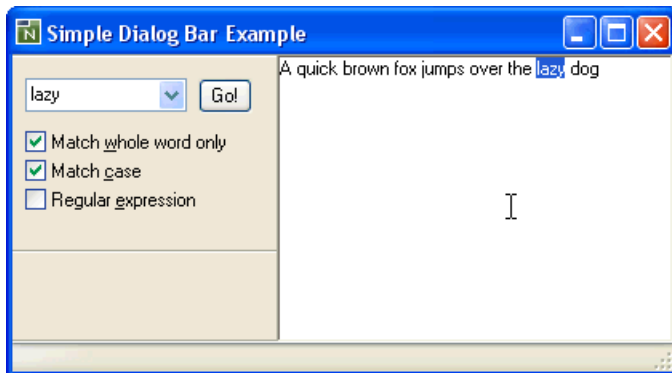 Simple Dialog Bar Example
lazy
Go!
Match whole word only
Match case
Regular expression
A quick brown fox jumps over the lazy dog